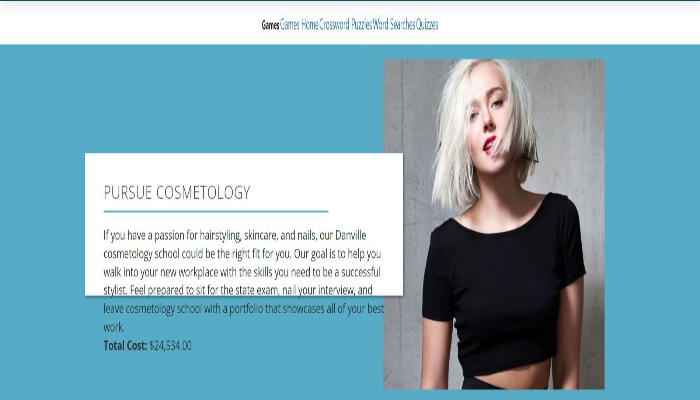 Games Games Home Crossword Puzzles Word Searches Quizzes
PURSUE COSMETOLOGY
If you have a passion for hairstyling, skincare, and nails, our Danville
cosmetology school could be the right fit for you. Our goal is to help you
walk into your new workplace with the skills you need to be a successful
stylist. Feel prepared to sit for the state exam, nail your interview, and
leave cosmetology school with a portfolio that showcases all of your best
work.
Total Cost: $24,534.00